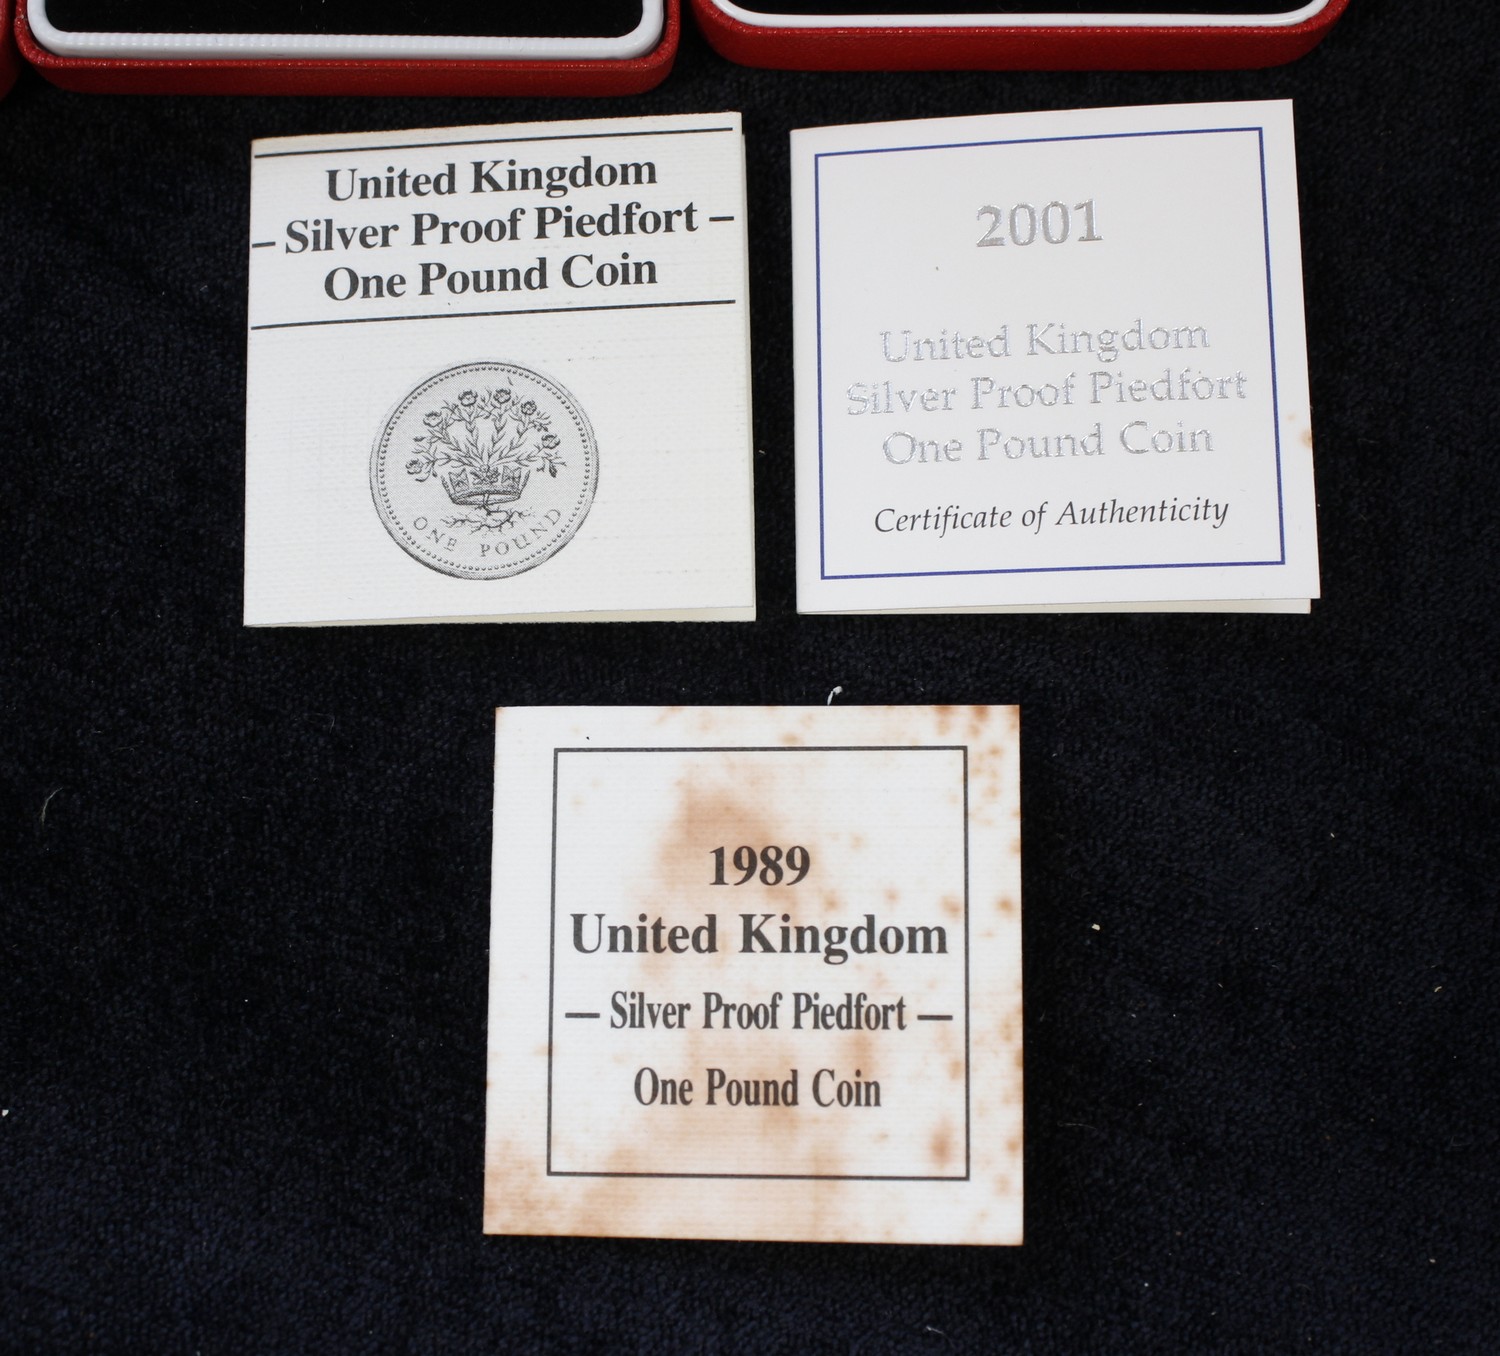 United Kingdom
– Silver Proof Piedfort –
One Pound Coin
ONE POUND
2001
United Kingdom
Silver Proof Piedfort
One Pound Coin
Certificate of Authenticity
1989
United Kingdom
— Silver Proof Piedfort —
One Pound Coin